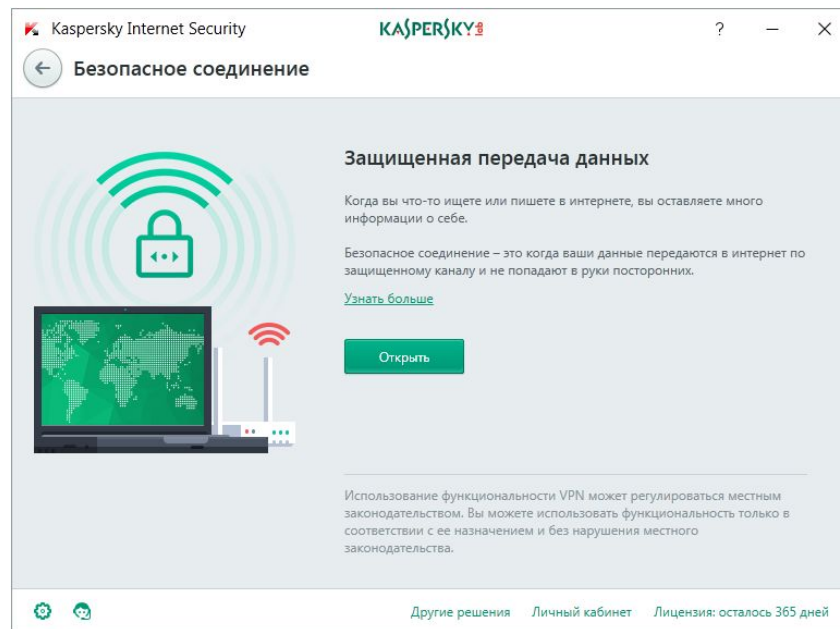 Kaspersky Internet Security
KASPERSKY lab
?
Безопасное соединение
Защищенная передача данных
Когда вы что-то ищете или пишете в интернете, вы оставляете много
информации о себе.
Безопасное соединение – это когда ваши данные передаются в интернет по
защищенному каналу и не попадают в руки посторонних.
Узнать больше
Открыть
Использование функциональности VPN может регулироваться местным
законодательством. Вы можете использовать функциональность только в
соответствии с ее назначением и без нарушения местного
законодательства.
Другие решения Личный кабинет Лицензия: осталось 365 дней